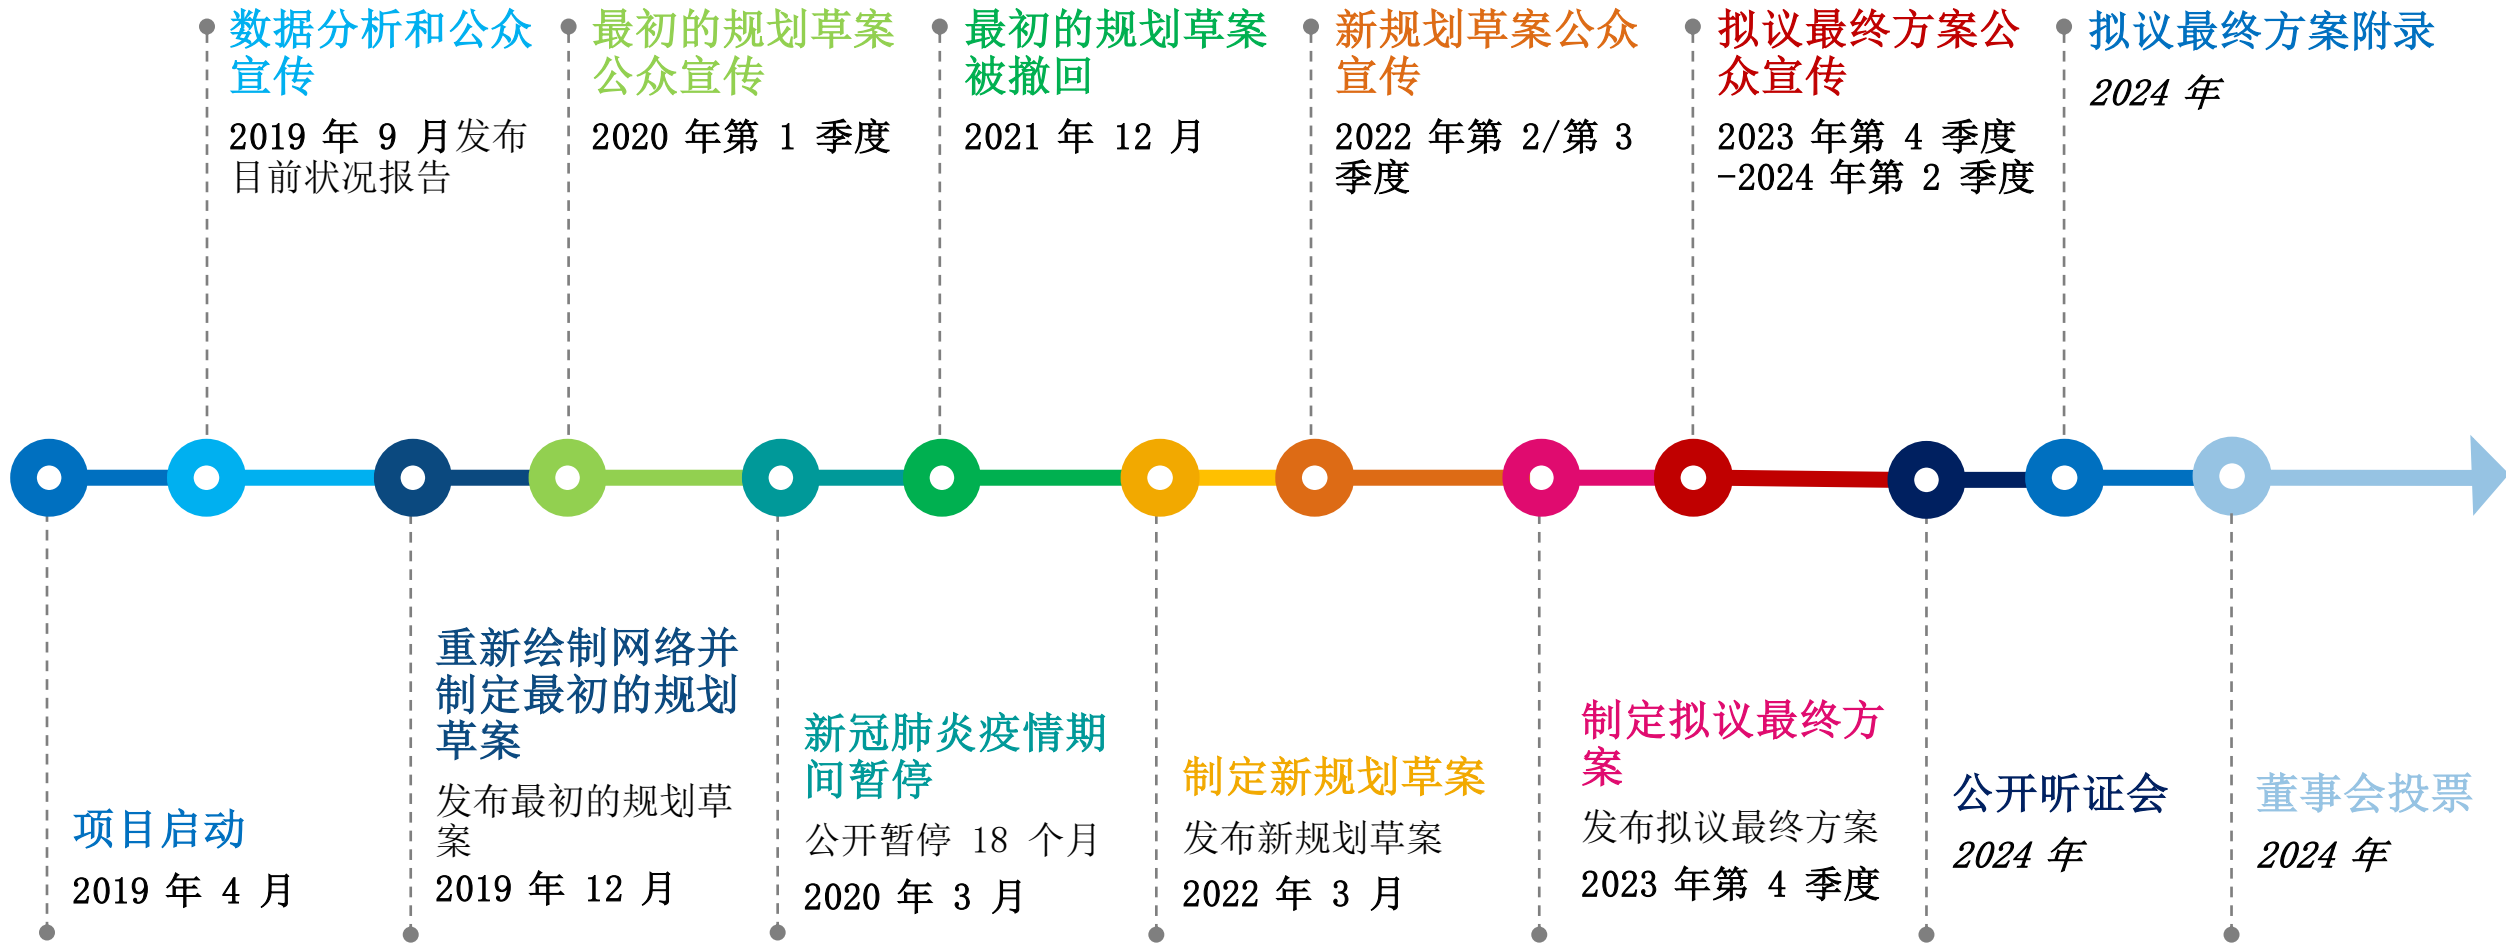 数据分析和公众
宣传
2019 年 9 月发布
目前状况报告
最初的规划草案
公众宣传
2020 年第 1 季度
最初的规划草案
被撤回
2021 年 12 月
新规划草案公众
宣传
2022 年第 2/第 3
季度
拟议最终方案公
众宣传
2023 年第 4 季度
-2024 年第 2 季度
拟议最终方案附录
2024 年
项目启动
2019 年 4 月
重新绘制网络并
制定最初的规划
草案
发布最初的规划草
案
2019 年 12 月
新冠肺炎疫情期
间暂停
公开暂停 18 个月
2020 年 3 月
制定新规划草案
发布新规划草案
2022 年 3 月
制定拟议最终方
案
发布拟议最终方案
2023 年第 4 季度
公开听证会
2024 年
董事会投票
2024 年